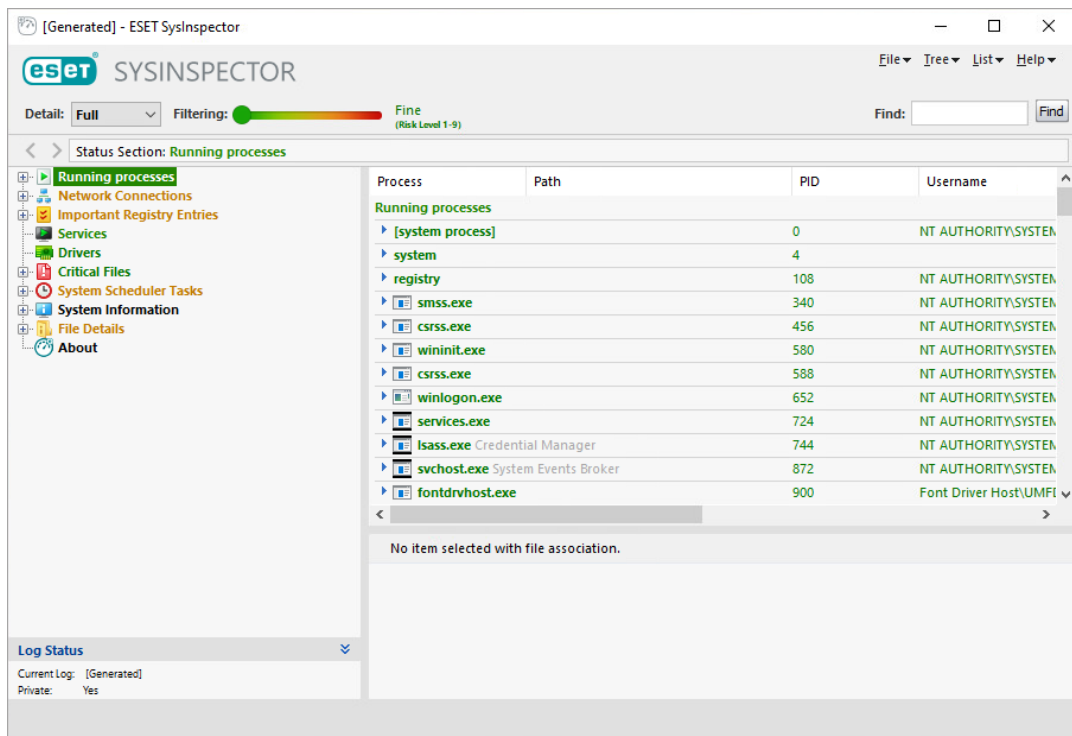 [Generated] - ESET SysInspector
eset® SYSINSPECTOR
File Tree List Help
Detail: Full Filtering: Fine (Risk Level 1-9) Find: Find
Status Section: Running processes
Running processes
Network Connections
Important Registry Entries
Services
Drivers
Critical Files
System Scheduler Tasks
System Information
File Details
About
Process Path PID Username
Running processes
[system process] 0 NT AUTHORITY\SYSTEM
system 4
registry 108 NT AUTHORITY\SYSTEM
smss.exe 340 NT AUTHORITY\SYSTEM
csrss.exe 456 NT AUTHORITY\SYSTEM
wininit.exe 580 NT AUTHORITY\SYSTEM
csrss.exe 588 NT AUTHORITY\SYSTEM
winlogon.exe 652 NT AUTHORITY\SYSTEM
services.exe 724 NT AUTHORITY\SYSTEM
lsass.exe Credential Manager 744 NT AUTHORITY\SYSTEM
svchost.exe System Events Broker 872 NT AUTHORITY\SYSTEM
fontdrvhost.exe 900 Font Driver Host\UMFD
No item selected with file association.
Log Status
Current Log: [Generated]
Private: Yes